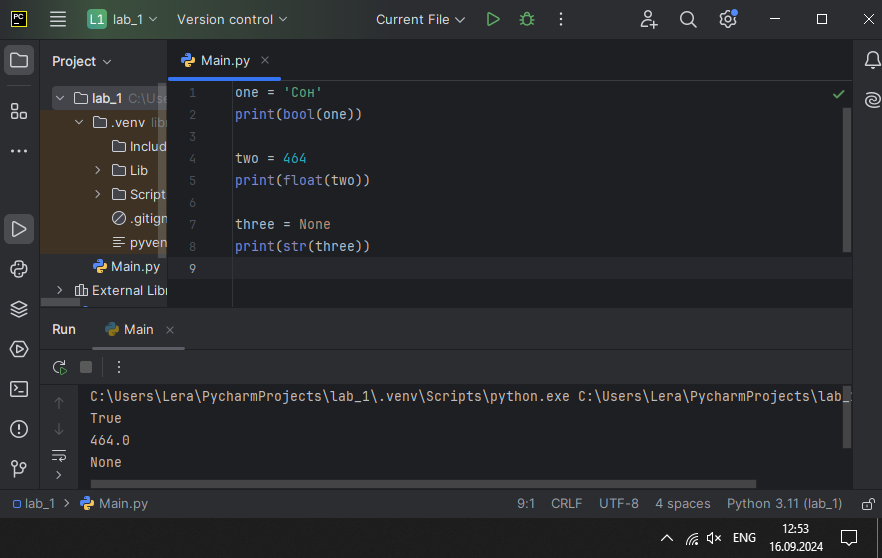 PC
L1 lab_1 Version control Current File
Project
Main.py
lab_1 C:\Use
.venv libr
Includ
Lib
Script
.gitign
pyven
Main.py
External Libr
1 one = 'Сон'
2 print(bool(one))
3
4 two = 464
5 print(float(two))
6
7 three = None
8 print(str(three))
9
Run Main
C:\Users\Lera\PycharmProjects\lab_1\.venv\Scripts\python.exe C:\Users\Lera\PycharmProjects\lab_
True
464.0
None
lab_1 > Main.py 9:1 CRLF UTF-8 4 spaces Python 3.11 (lab_1)
ENG 12:53
16.09.2024